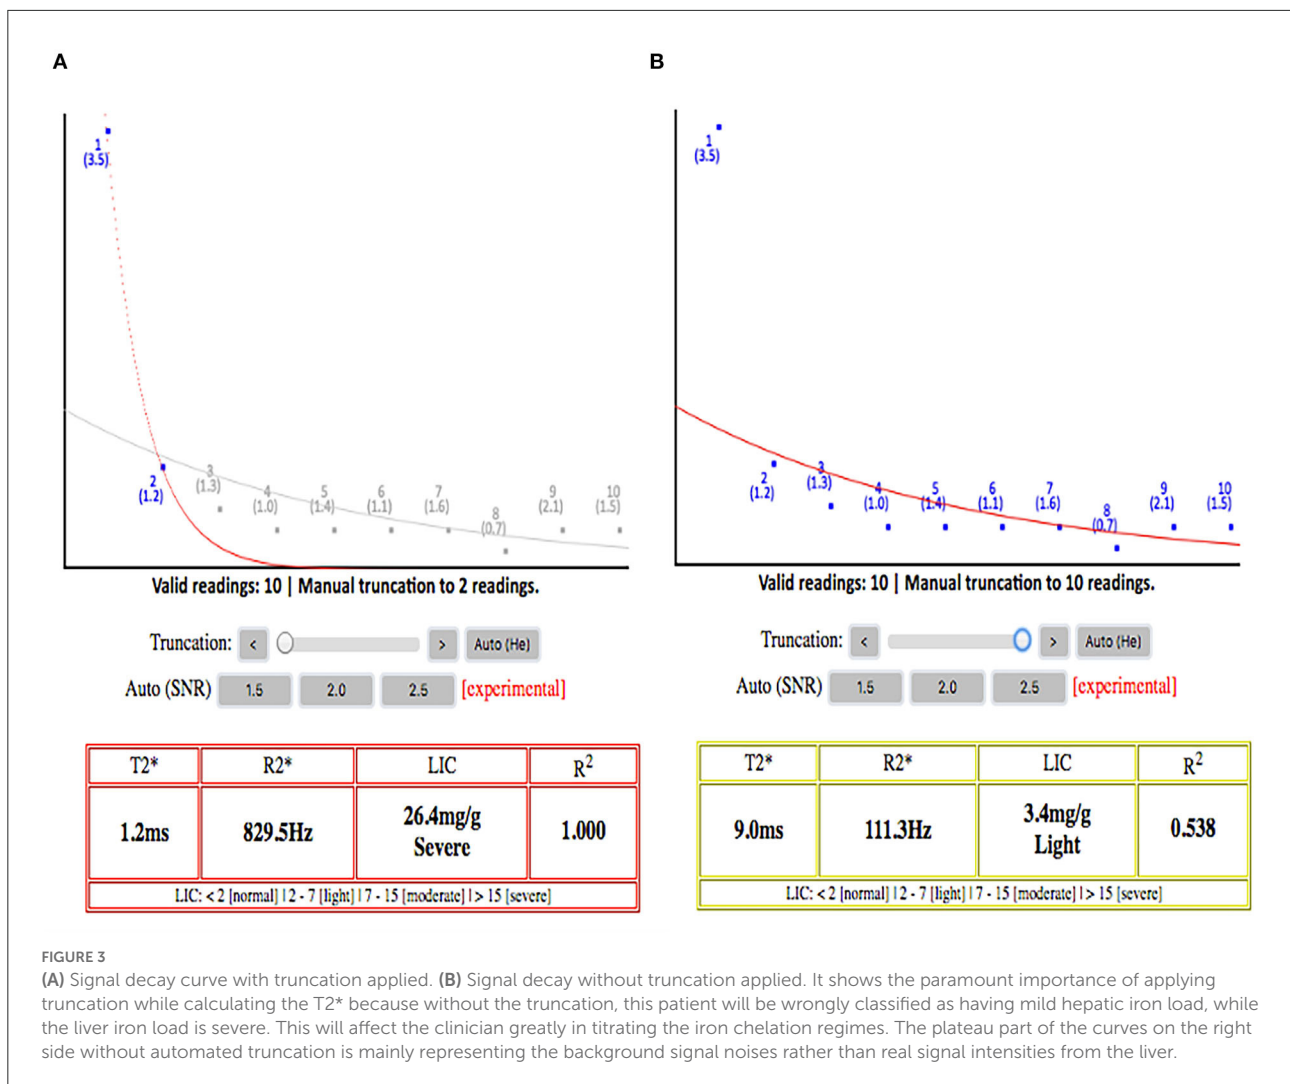 A
1
(3.5)
2
(1.2)
3
(1.3)
4
(1.0)
5
(1.4)
6
(1.1)
7
(1.6)
8
(0.7)
9
(2.1)
10
(1.5)
Valid readings: 10 | Manual truncation to 2 readings.
Truncation: < > Auto (He)
Auto (SNR) 1.5 2.0 2.5 [experimental]
T2* R2* LIC R2
1.2ms 829.5Hz 26.4mg/g Severe 1.000
LIC: < 2 [normal] | 2 - 7 [light] | 7 - 15 [moderate] | > 15 [severe]
B
1
(3.5)
2
(1.2)
3
(1.3)
4
(1.0)
5
(1.4)
6
(1.1)
7
(1.6)
8
(0.7)
9
(2.1)
10
(1.5)
Valid readings: 10 | Manual truncation to 10 readings.
Truncation: < > Auto (He)
Auto (SNR) 1.5 2.0 2.5 [experimental]
T2* R2* LIC R2
9.0ms 111.3Hz 3.4mg/g Light 0.538
LIC: < 2 [normal] | 2 - 7 [light] | 7 - 15 [moderate] | > 15 [severe]
FIGURE 3
(A) Signal decay curve with truncation applied. (B) Signal decay without truncation applied. It shows the paramount importance of applying
truncation while calculating the T2* because without the truncation, this patient will be wrongly classified as having mild hepatic iron load, while
the liver iron load is severe. This will affect the clinician greatly in titrating the iron chelation regimes. The plateau part of the curves on the right
side without automated truncation is mainly representing the background signal noises rather than real signal intensities from the liver.